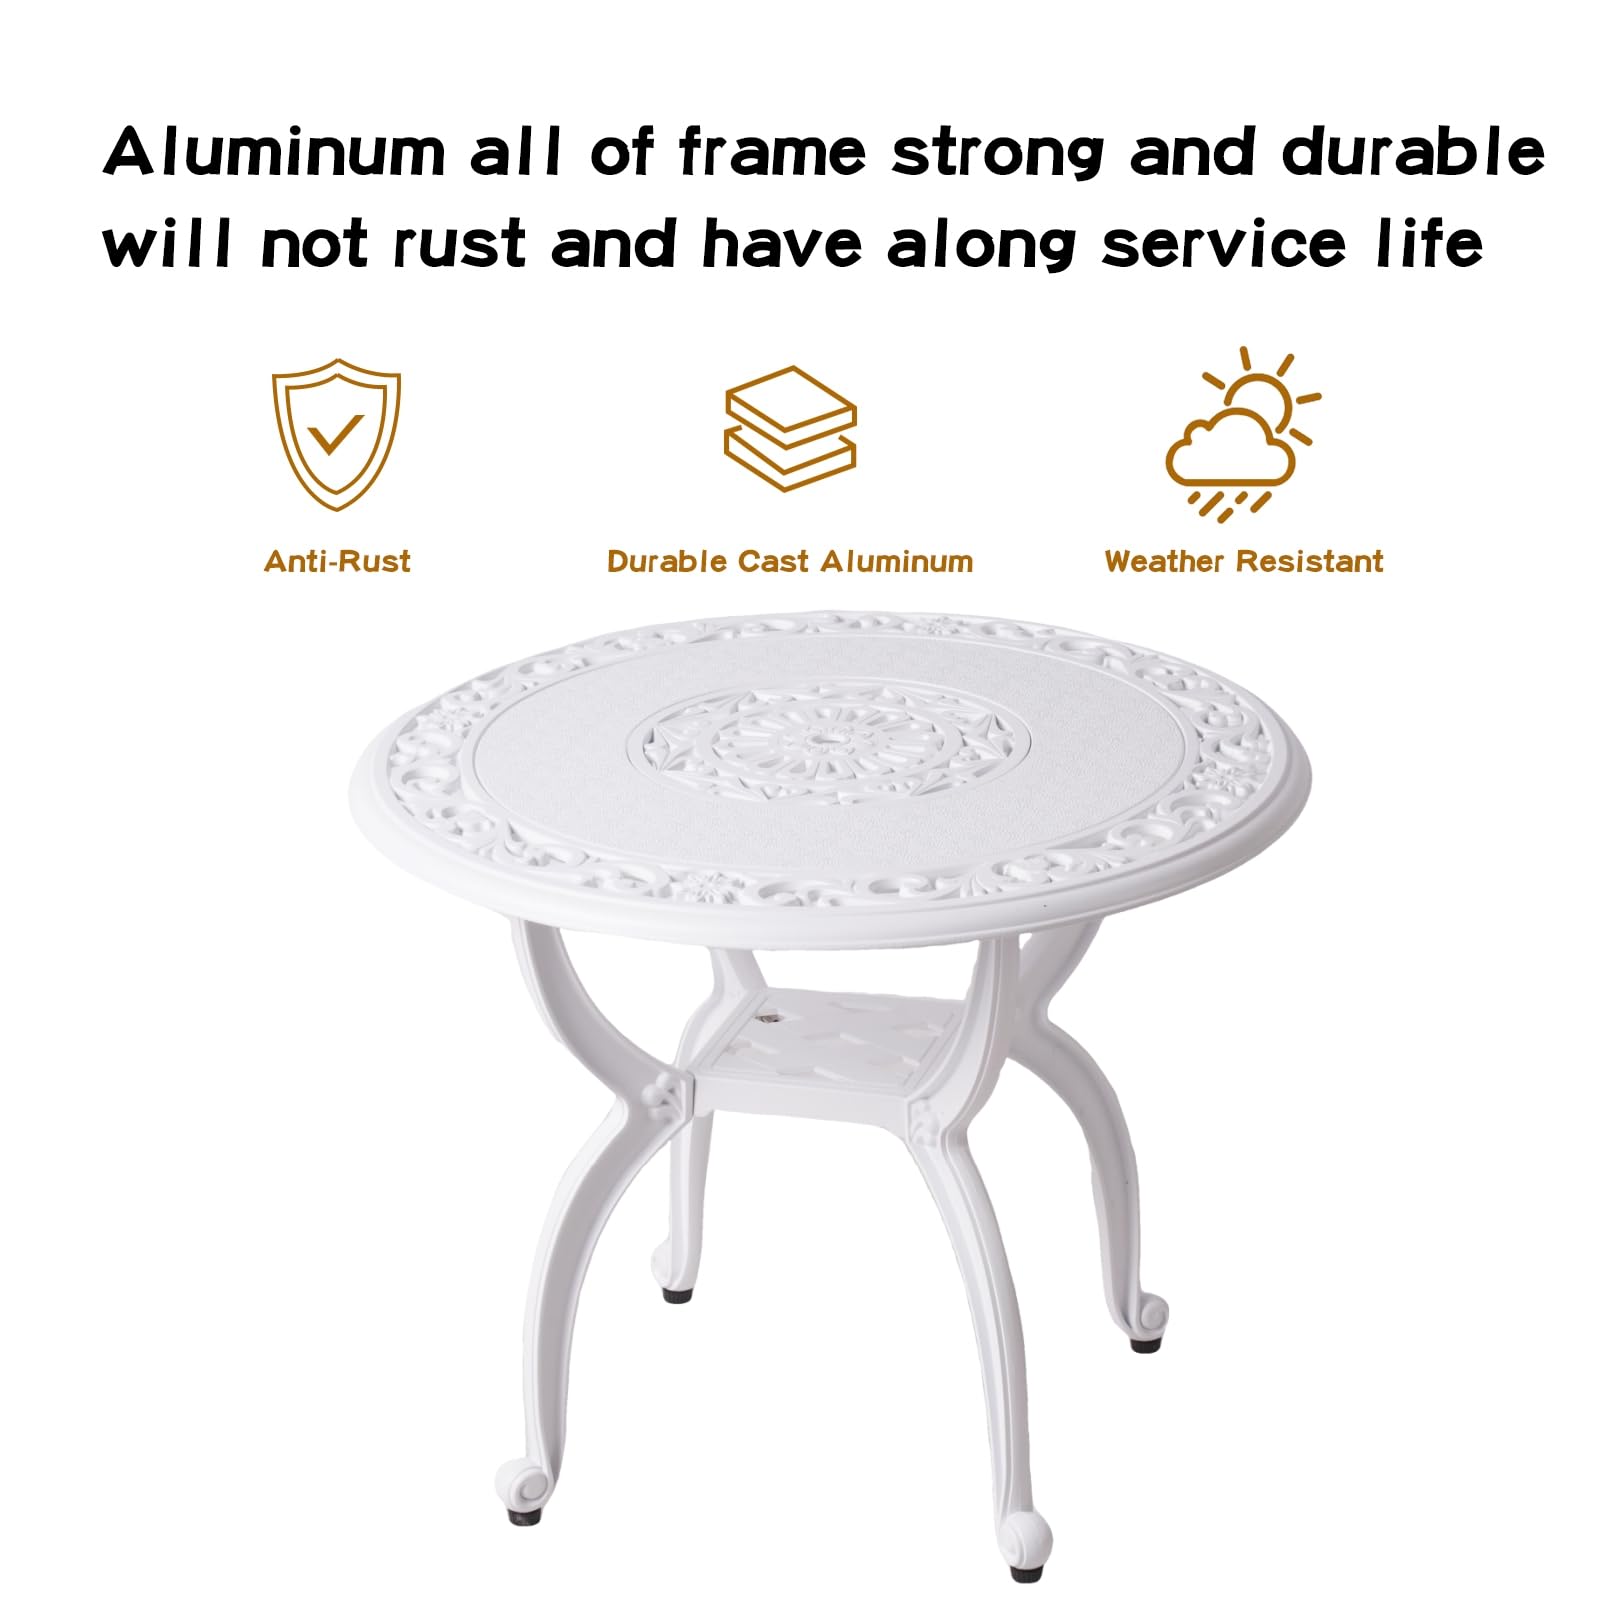 Aluminum all of frame strong and durable
will not rust and have along service life
Anti-Rust
Durable Cast Aluminum
Weather Resistant